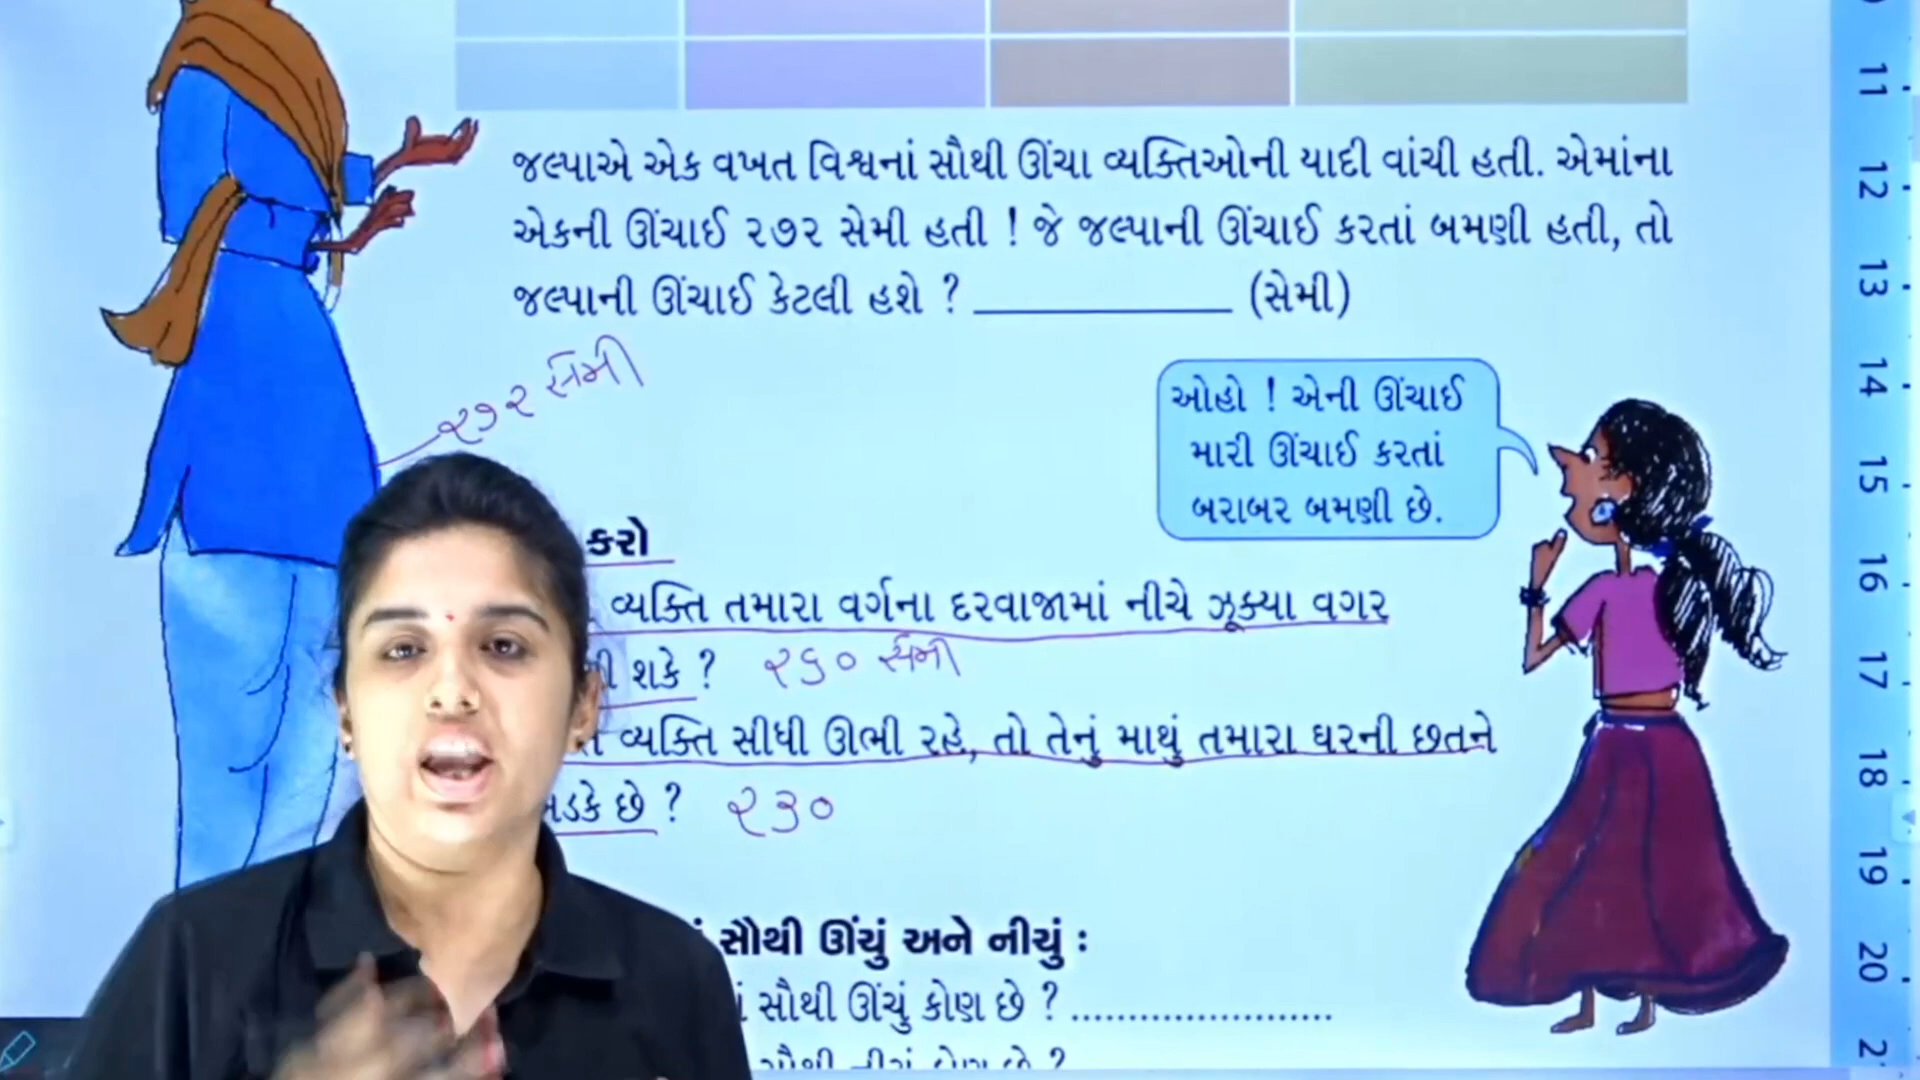 જલ્પાએ એક વખત વિશ્વનાં સૌથી ઊંચા વ્યક્તિઓની યાદી વાંચી હતી. એમાંના
એકની ઊંચાઈ ૨૭૨ સેમી હતી ! જે જલ્પાની ઊંચાઈ કરતાં બમણી હતી, તો
જલ્પાની ઊંચાઈ કેટલી હશે ? ____________ (સેમી)
૨૭૨ સેમી
ઓહો ! એની ઊંચાઈ
મારી ઊંચાઈ કરતાં
બરાબર બમણી છે.
કરો
વ્યક્તિ તમારા વર્ગના દરવાજામાં નીચે ઝૂક્યા વગર
શકે ? ૨૬૦ સેમી
વ્યક્તિ સીધી ઊભી રહે, તો તેનું માથું તમારા ઘરની છતને
છે ? ૨૩૦
સૌથી ઊંચું અને નીચું :
સૌથી ઊંચું કોણ છે ? ........................
11
12
13
14
15
16
17
18
19
20